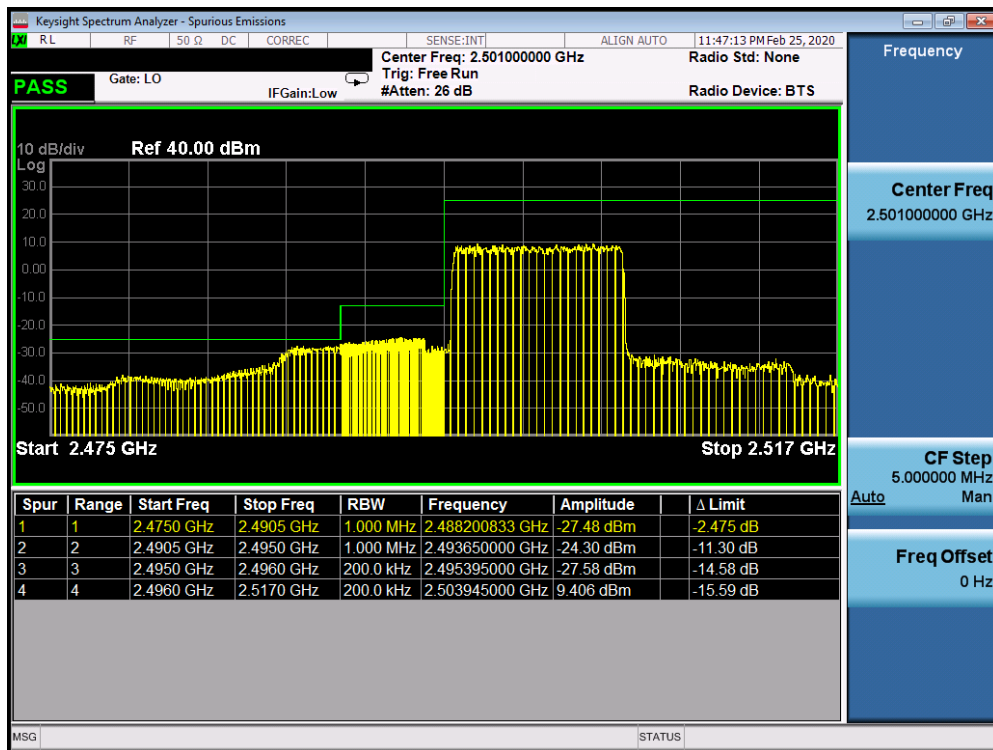 Keysight Spectrum Analyzer - Spurious Emissions
LXI RL RF 50 Ω DC CORREC SENSE:INT ALIGN AUTO 11:47:13 PM Feb 25, 2020
Center Freq: 2.501000000 GHz Radio Std: None
Trig: Free Run
PASS Gate: LO IFGain:Low #Atten: 26 dB Radio Device: BTS
10 dB/div Ref 40.00 dBm
Log
30.0
20.0
10.0
0.00
-10.0
-20.0
-30.0
-40.0
-50.0
Start 2.475 GHz Stop 2.517 GHz
Spur Range Start Freq Stop Freq RBW Frequency Amplitude Δ Limit
1 1 2.4750 GHz 2.4905 GHz 1.000 MHz 2.488200833 GHz -27.48 dBm -2.475 dB
2 2 2.4905 GHz 2.4950 GHz 1.000 MHz 2.493650000 GHz -24.30 dBm -11.30 dB
3 3 2.4950 GHz 2.4960 GHz 200.0 kHz 2.495395000 GHz -27.58 dBm -14.58 dB
4 4 2.4960 GHz 2.5170 GHz 200.0 kHz 2.503945000 GHz 9.406 dBm -15.59 dB
Frequency
Center Freq
2.501000000 GHz
CF Step
5.000000 MHz
Auto Man
Freq Offset
0 Hz
MSG STATUS